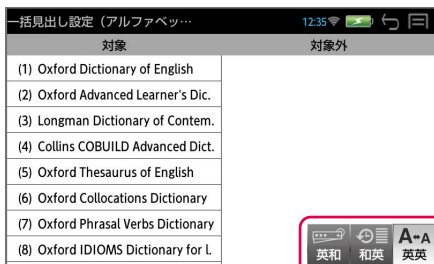 一括見出し設定（アルファベッ… 12:35
対象 対象外
(1) Oxford Dictionary of English
(2) Oxford Advanced Learner's Dic.
(3) Longman Dictionary of Contem.
(4) Collins COBUILD Advanced Dict.
(5) Oxford Thesaurus of English
(6) Oxford Collocations Dictionary
(7) Oxford Phrasal Verbs Dictionary
(8) Oxford IDIOMS Dictionary for L
A↔A
英和 和英 英英